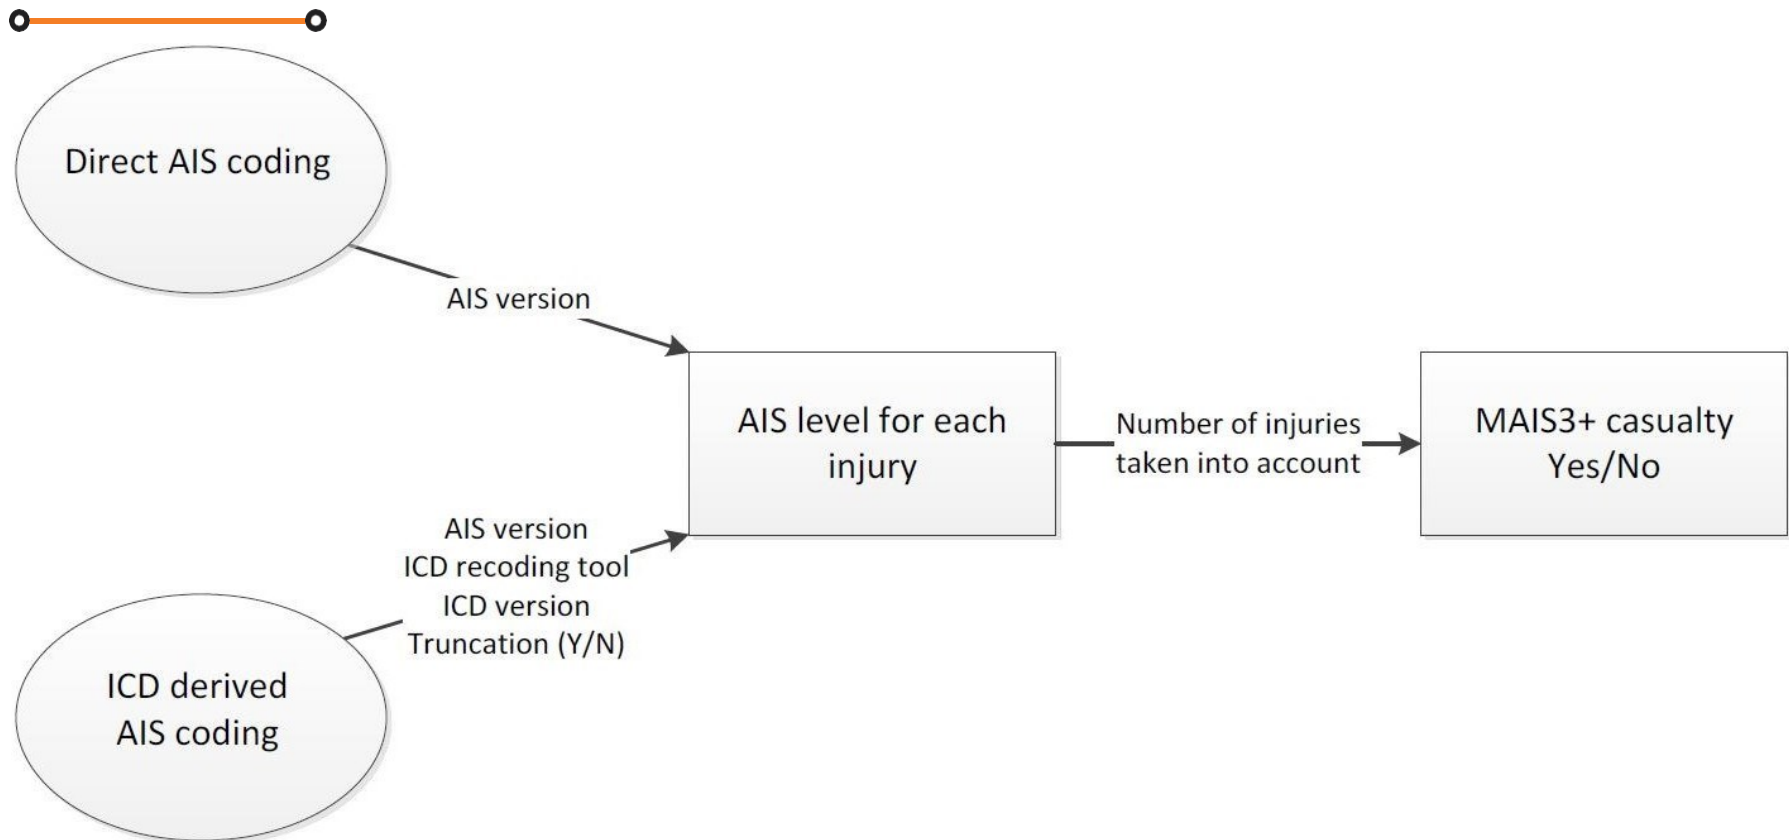 Direct AIS coding
AIS version
AIS level for each
injury
Number of injuries
taken into account
MAIS3+ casualty
Yes/No
AIS version
ICD recoding tool
ICD version
Truncation (Y/N)
ICD derived
AIS coding